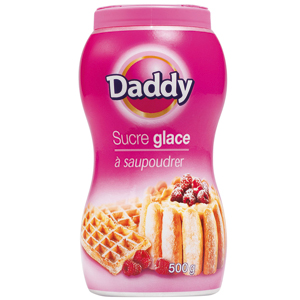 Daddy
Sucre glace
à saupoudrer
500g